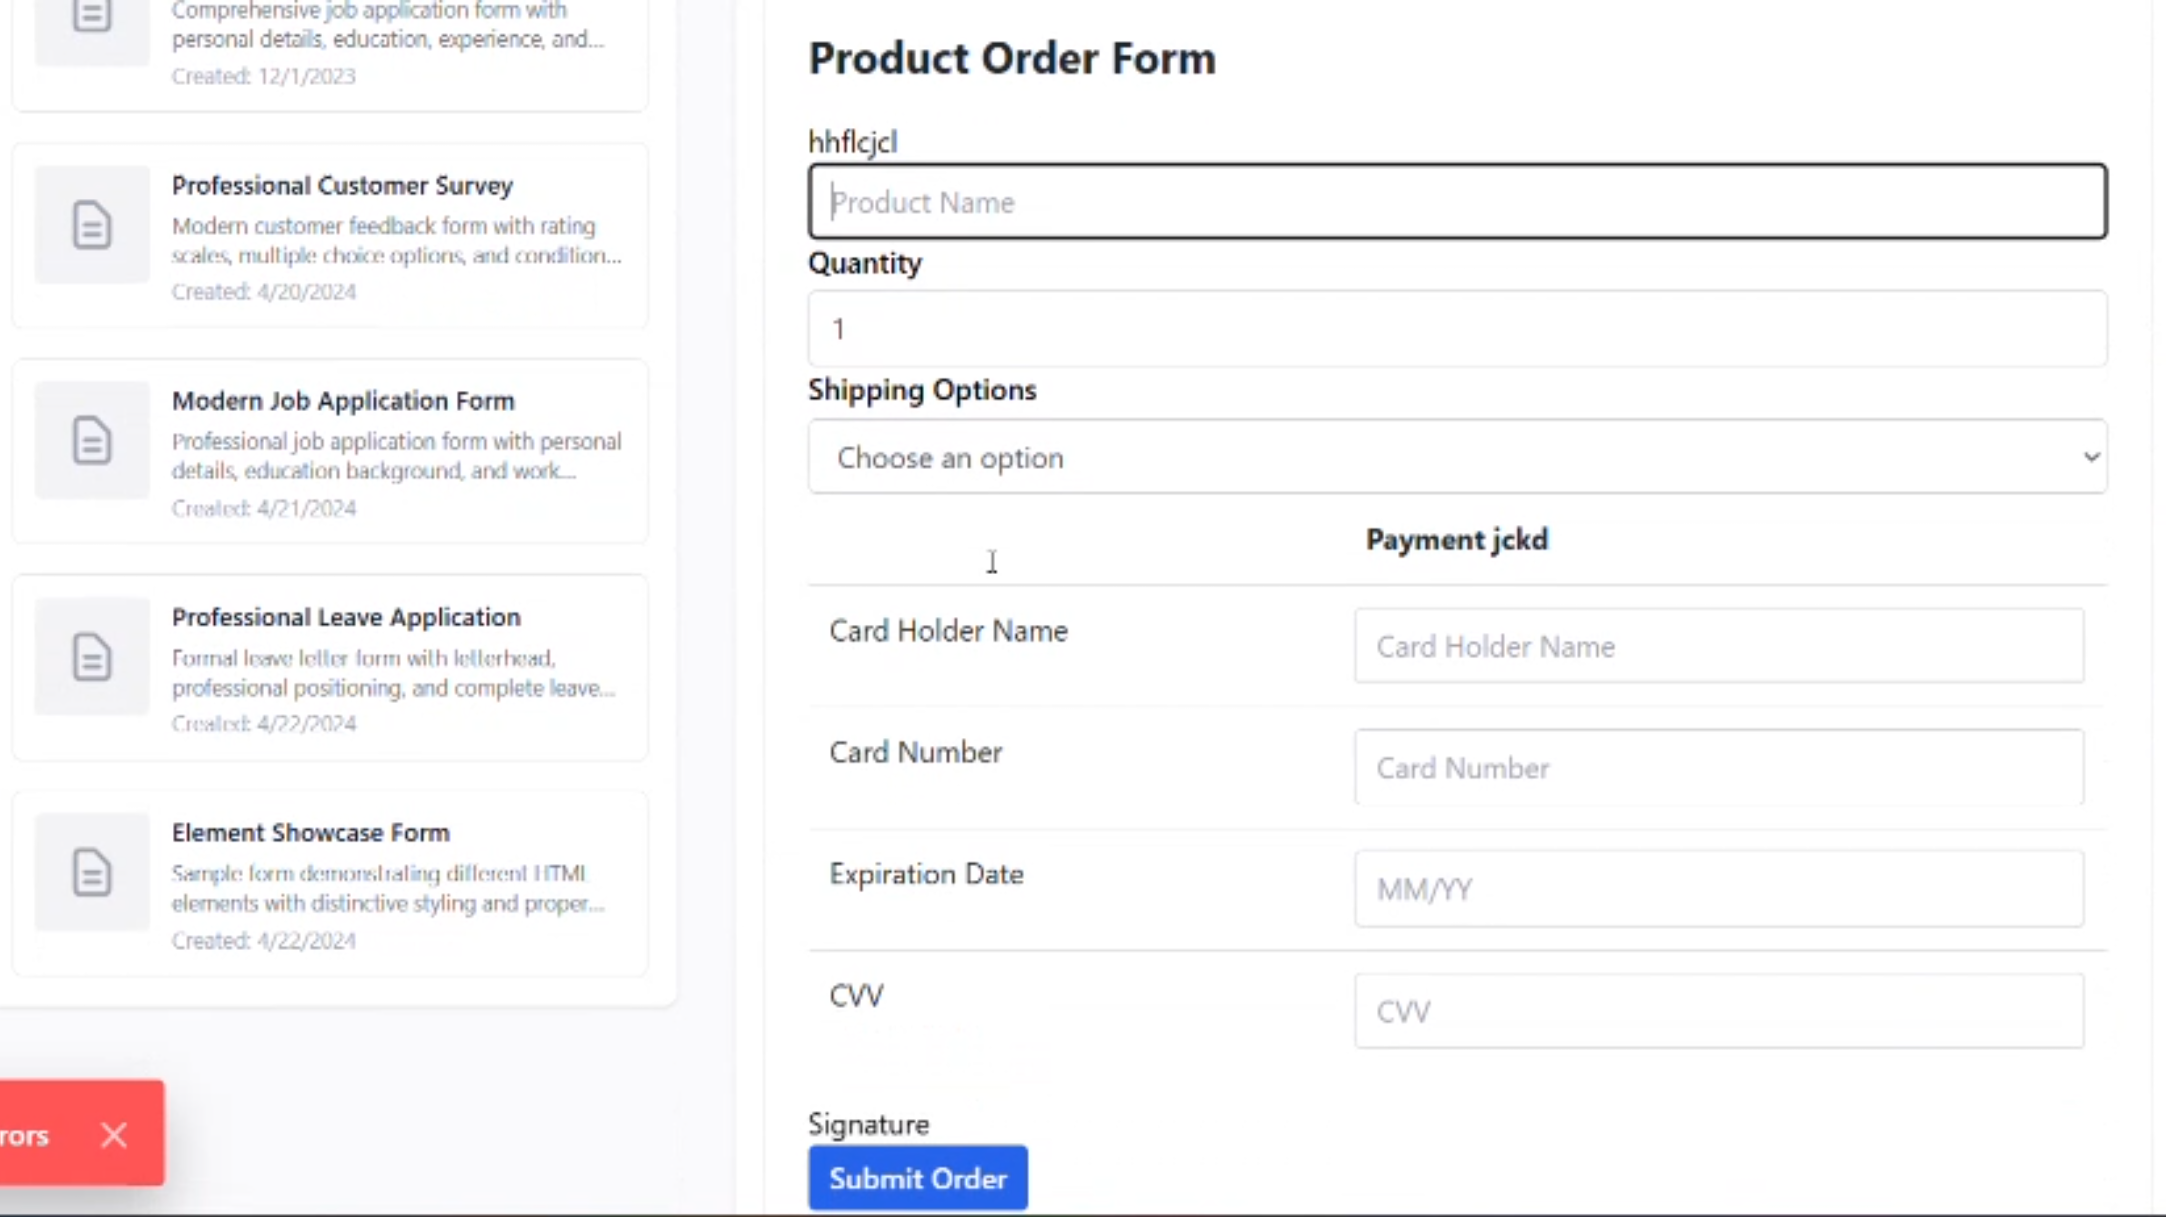 Comprehensive job application form with
personal details, education, experience, and...
Created: 12/1/2023
Professional Customer Survey
Modern customer feedback form with rating
scales, multiple choice options, and condition...
Created: 4/20/2024
Modern Job Application Form
Professional job application form with personal
details, education background, and work...
Created: 4/21/2024
Professional Leave Application
Formal leave letter form with letterhead,
professional positioning, and complete leave...
Created: 4/22/2024
Element Showcase Form
Sample form demonstrating different HTML
elements with distinctive styling and proper...
Created: 4/22/2024
rors
Product Order Form
hhflcjcl
Product Name
Quantity
1
Shipping Options
Choose an option
Payment jckd
Card Holder Name
Card Holder Name
Card Number
Card Number
Expiration Date
MM/YY
CVV
CVV
Signature
Submit Order